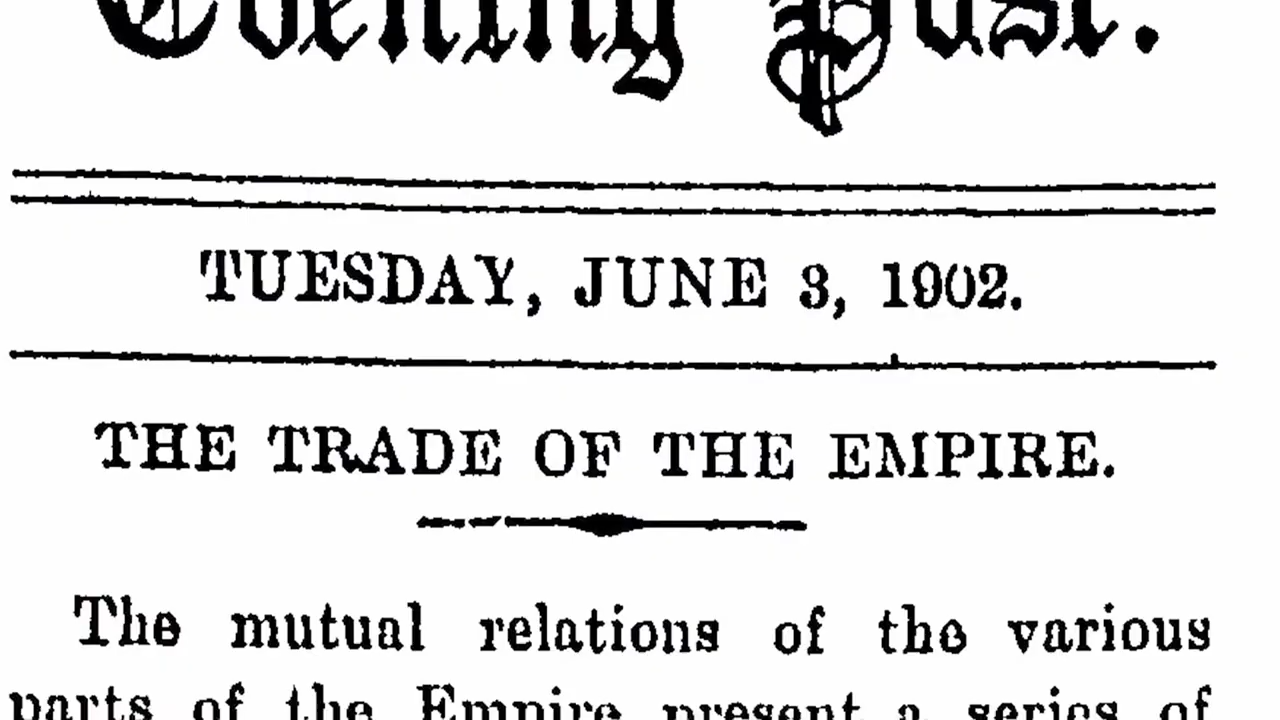 Evening Post.
TUESDAY, JUNE 3, 1902.
THE TRADE OF THE EMPIRE.
The mutual relations of the various
parts of the Empire present a series of